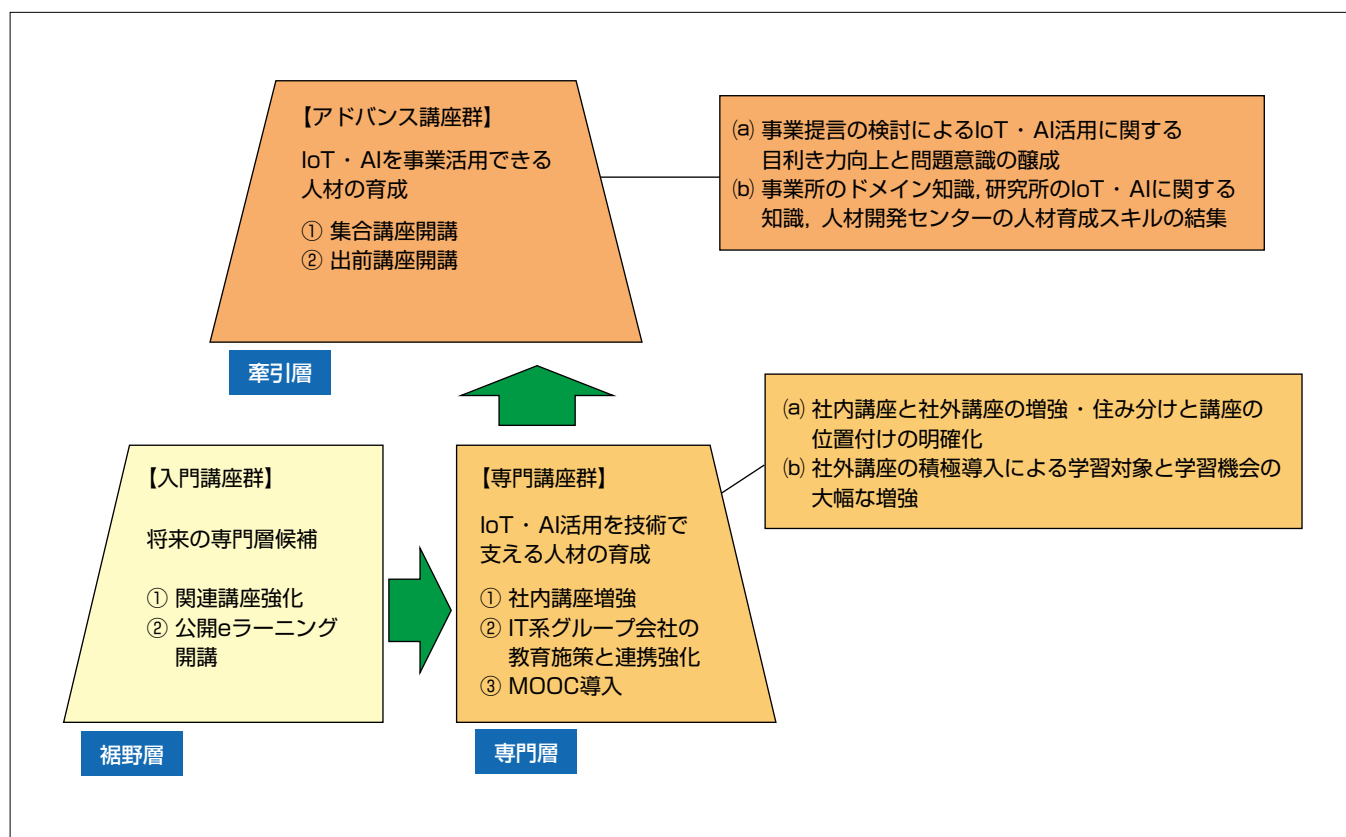 【アドバンス講座群】
IoT・AIを事業活用できる
人材の育成
① 集合講座開講
② 出前講座開講
牽引層
(a) 事業提言の検討によるIoT・AI活用に関する
目利き力向上と問題意識の醸成
(b) 事業所のドメイン知識,研究所のIoT・AIに関する
知識,人材開発センターの人材育成スキルの結集
【入門講座群】
将来の専門層候補
① 関連講座強化
② 公開eラーニング
開講
裾野層
【専門講座群】
IoT・AI活用を技術で
支える人材の育成
① 社内講座増強
② IT系グループ会社の
教育施策と連携強化
③ MOOC導入
専門層
(a) 社内講座と社外講座の増強・住み分けと講座の
位置付けの明確化
(b) 社外講座の積極導入による学習対象と学習機会の
大幅な増強